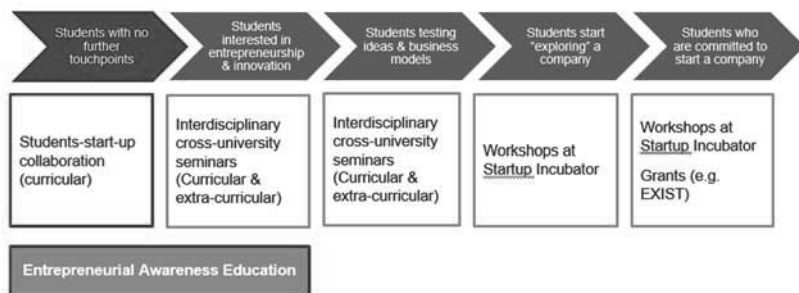 Students with no
further
touchpoints
Students
interested in
entrepreneurship
& innovation
Students testing
ideas & business
models
Students start
"exploring" a
company
Students who
are committed to
start a company
Students-start-up
collaboration
(curricular)
Interdisciplinary
cross-university
seminars
(Curricular &
extra-curricular)
Interdisciplinary
cross-university
seminars
(Curricular &
extra-curricular)
Workshops at
Startup Incubator
Workshops at
Startup Incubator
Grants (e.g.
EXIST)
Entrepreneurial Awareness Education